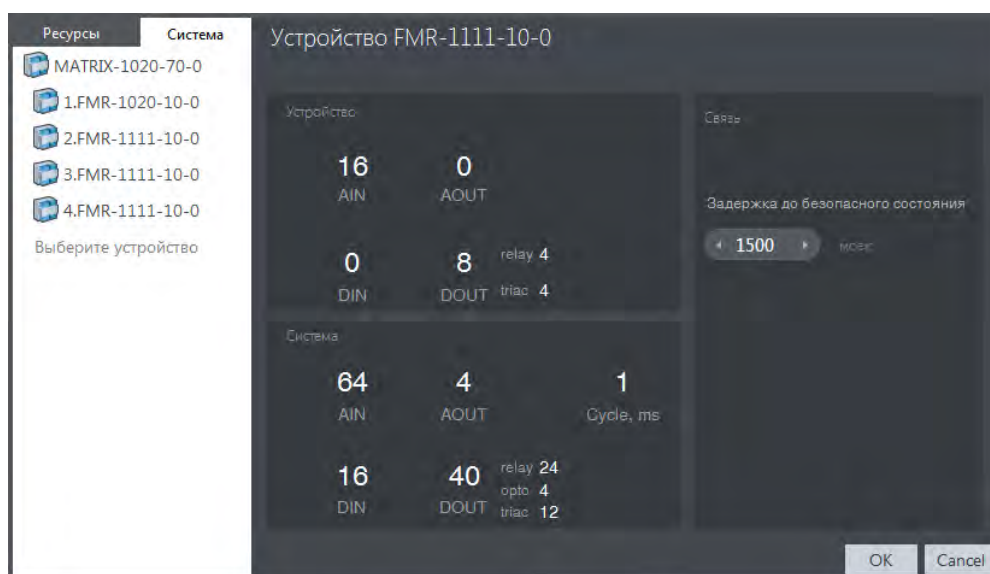 Ресурсы
Система
MATRIX-1020-70-0
1.FMR-1020-10-0
2.FMR-1111-10-0
3.FMR-1111-10-0
4.FMR-1111-10-0
Выберите устройство
Устройство FMR-1111-10-0
Устройство
16 0
AIN AOUT
0 8 relay 4
DIN DOUT triac 4
Система
64 4 1
AIN AOUT Cycle, ms
16 40 relay 24
opto 4
DIN DOUT triac 12
Связь
Задержка до безопасного состояния
1500 мсек
OK Cancel